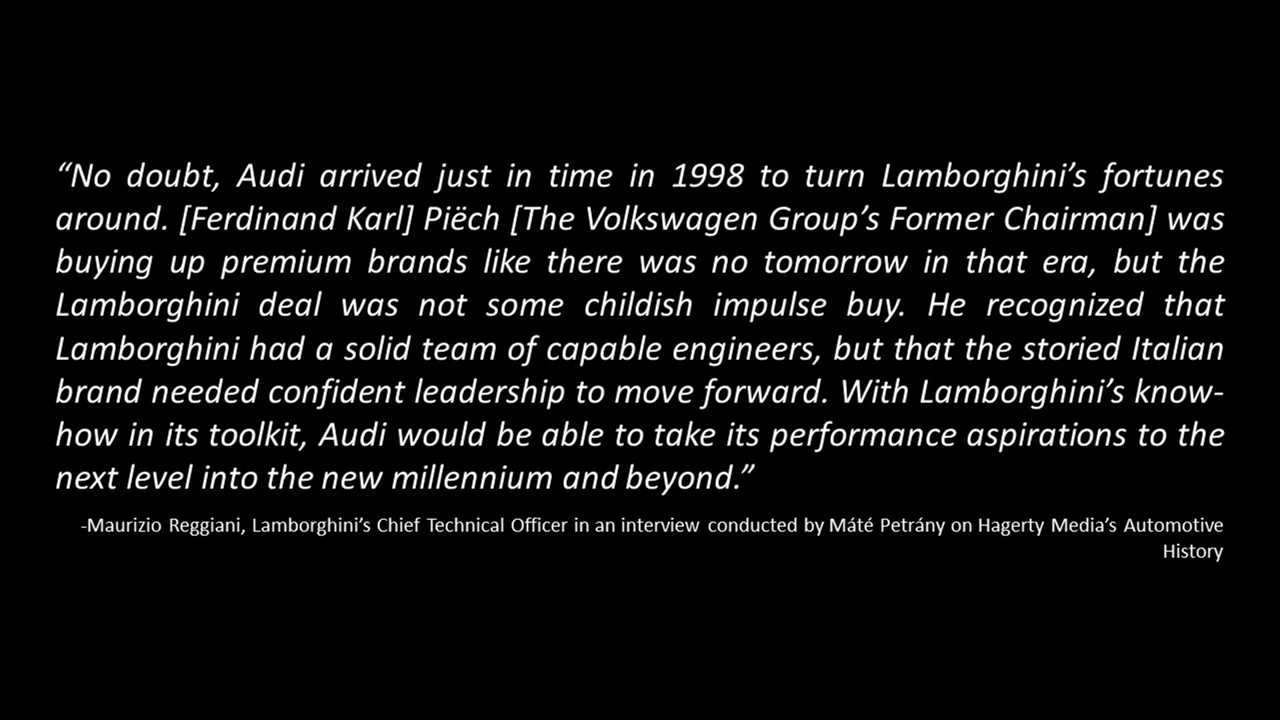 “No doubt, Audi arrived just in time in 1998 to turn Lamborghini’s fortunes
around. [Ferdinand Karl] Piëch [The Volkswagen Group’s Former Chairman] was
buying up premium brands like there was no tomorrow in that era, but the
Lamborghini deal was not some childish impulse buy. He recognized that
Lamborghini had a solid team of capable engineers, but that the storied Italian
brand needed confident leadership to move forward. With Lamborghini’s know-
how in its toolkit, Audi would be able to take its performance aspirations to the
next level into the new millennium and beyond.”
-Maurizio Reggiani, Lamborghini’s Chief Technical Officer in an interview conducted by Máté Petrány on Hagerty Media’s Automotive
History